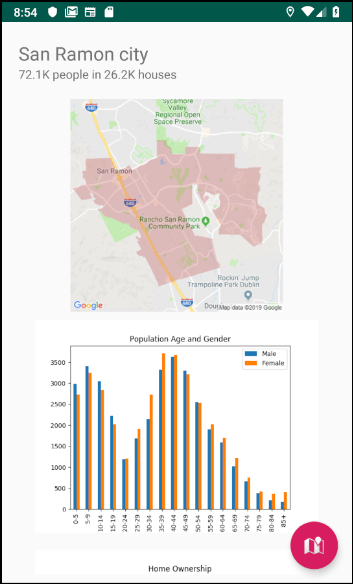 8:54
San Ramon city
72.1K people in 26.2K houses
Sycamore
Valley
Regional Open
Space Preserve
San Ramon
Rancho San Ramon
Community Park
Rockin' Jump
Trampoline Park Dublin
Google
Map data ©2019 Google
Population Age and Gender
Male
Female
3500
3000
2500
2000
1500
1000
500
0
0-5
5-9
10-14
15-19
20-24
25-29
30-34
35-39
40-44
45-49
50-54
55-59
60-64
65-69
70-74
75-79
80-84
85+
Home Ownership